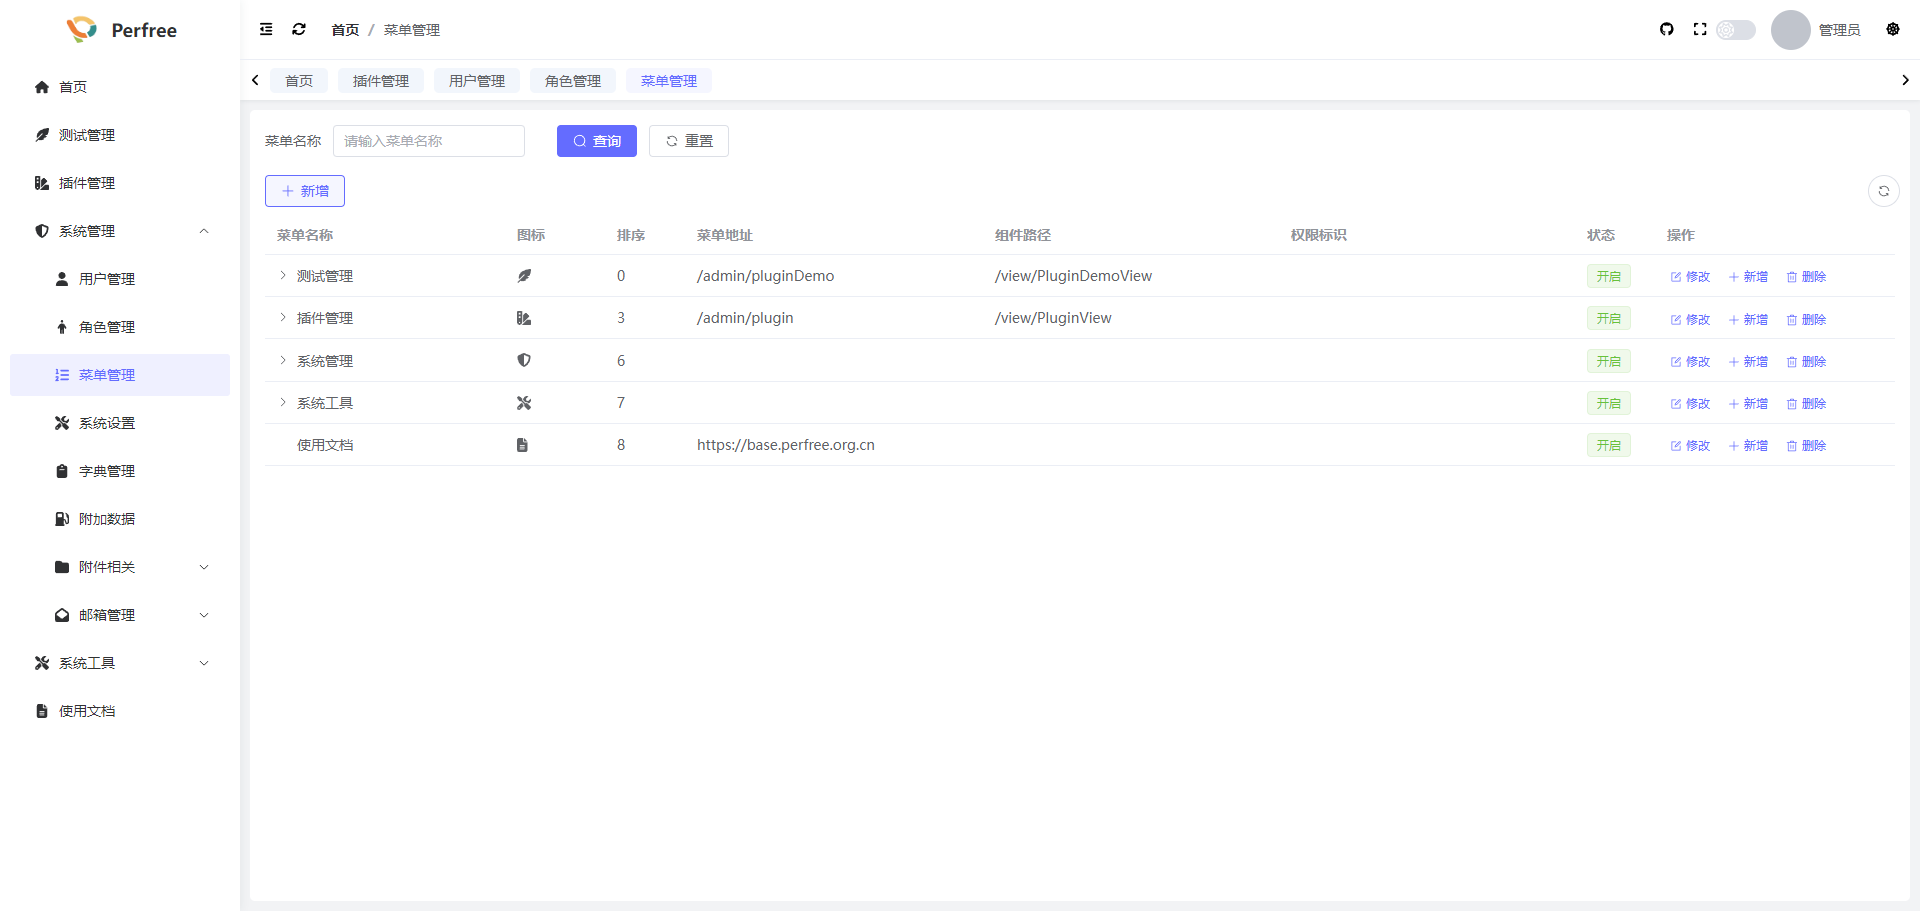 Perfree
首页
测试管理
插件管理
系统管理
用户管理
角色管理
菜单管理
系统设置
字典管理
附加数据
附件相关
邮箱管理
系统工具
使用文档
首页 / 菜单管理 管理员
首页 插件管理 用户管理 角色管理 菜单管理
菜单名称 请输入菜单名称 查询 重置
新增
菜单名称 图标 排序 菜单地址 组件路径 权限标识 状态 操作
测试管理 0 /admin/pluginDemo /view/PluginDemoView 开启 修改 新增 删除
插件管理 3 /admin/plugin /view/PluginView 开启 修改 新增 删除
系统管理 6 开启 修改 新增 删除
系统工具 7 开启 修改 新增 删除
使用文档 8 https://base.perfree.org.cn 开启 修改 新增 删除